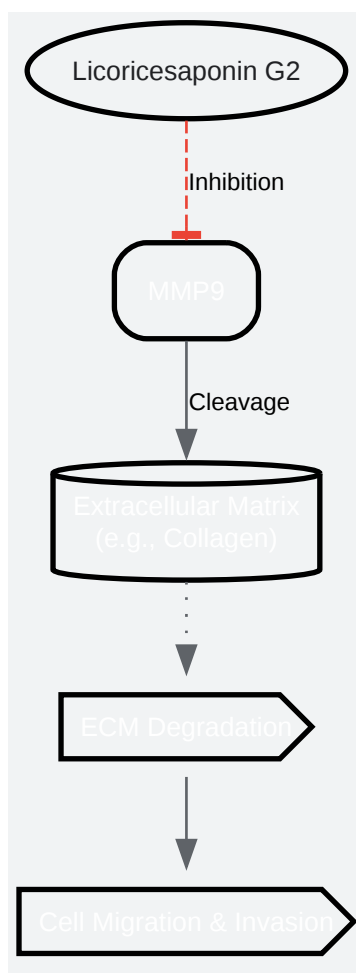 Licoricesaponin G2
Inhibition
MMP9
Cleavage
Extracellular Matrix
(e.g., Collagen)
ECM Degradation
Cell Migration & Invasion